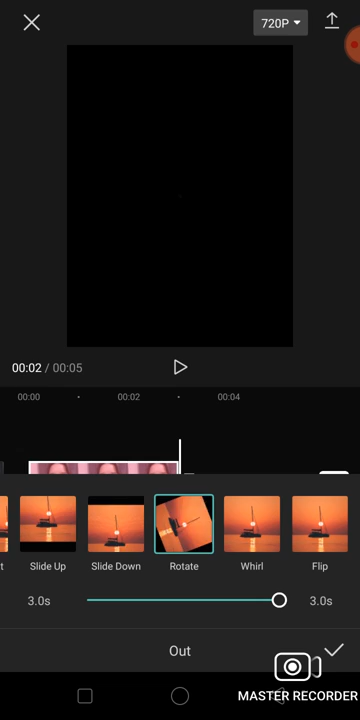 720P
00:02 / 00:05
00:00
00:02
00:04
t
Slide Up
Slide Down
Rotate
Whirl
Flip
3.0s
3.0s
Out
MASTER RECORDER